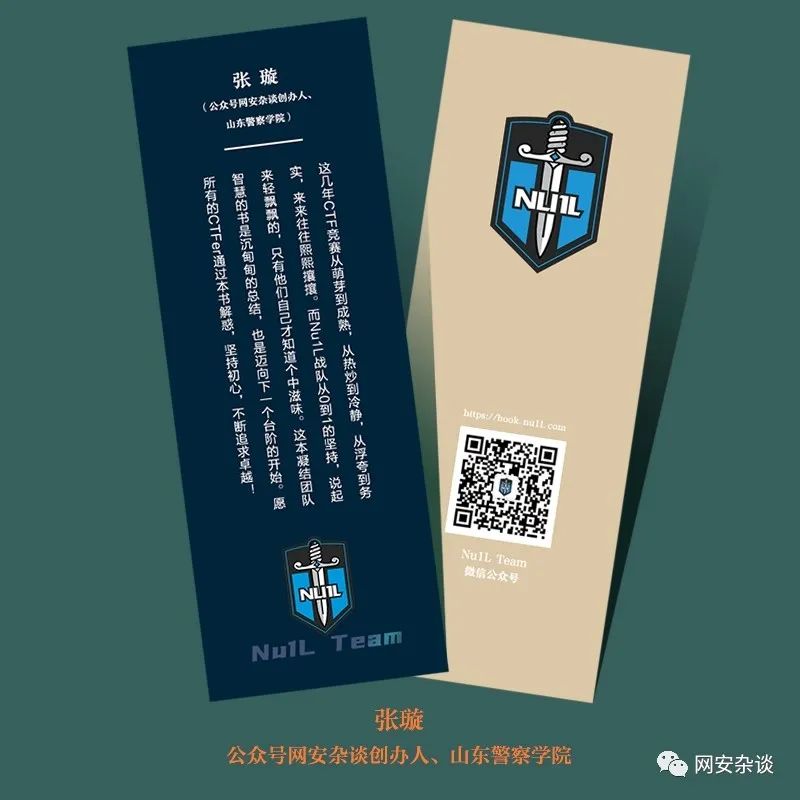 张璇
(公众号网安杂谈创办人、
山东警察学院)
这几年CTF竞赛从萌芽到成熟，从热炒到冷静，从浮夸到务
实，来来往往熙熙攘攘。而Nu1L战队从0到1的坚持，说起
来轻飘飘的，只有他们自己才知道个中滋味。这本凝结团队
智慧的书是沉甸甸的总结，也是迈向下一个台阶的开始。愿
所有的CTFer通过本书解惑，坚持初心，不断追求卓越！
NU1L
Nu1L Team
NU1L
https://book.nu1l.com
Nu1L Team
微信公众号
张璇
公众号网安杂谈创办人、山东警察学院
网安杂谈